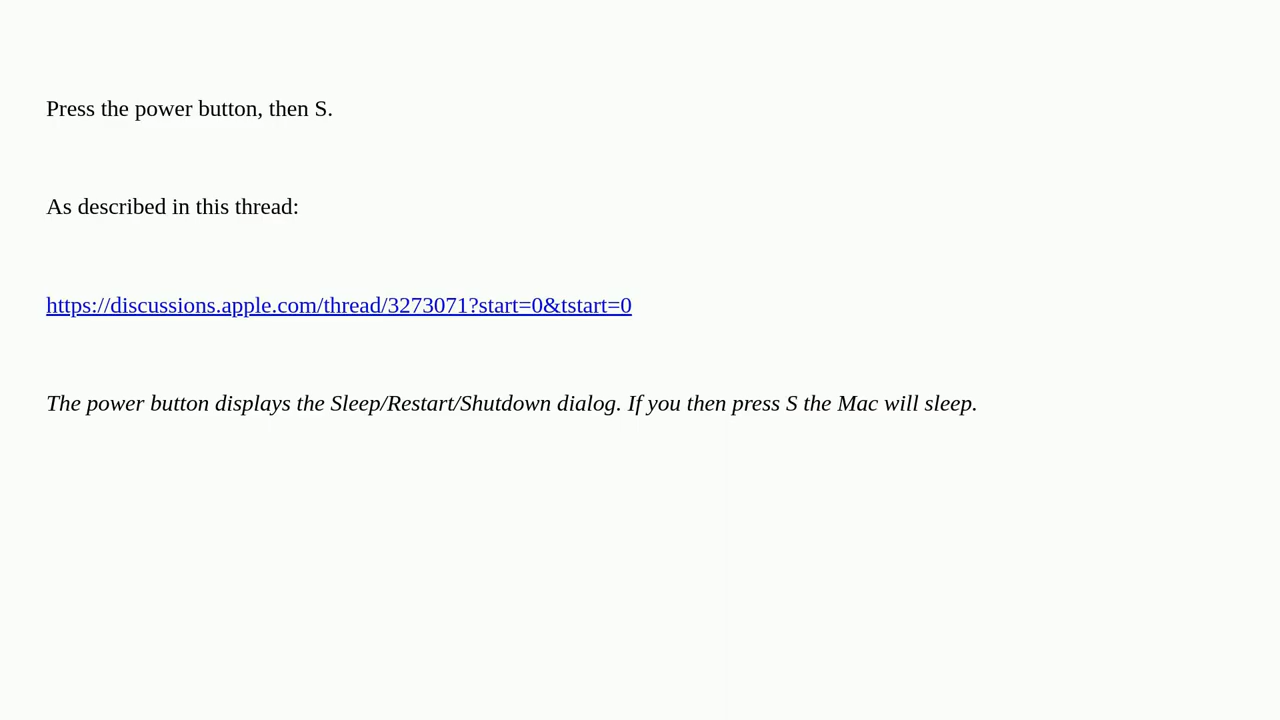 Press the power button, then S.
As described in this thread:
https://discussions.apple.com/thread/3273071?start=0&tstart=0
The power button displays the Sleep/Restart/Shutdown dialog. If you then press S the Mac will sleep.